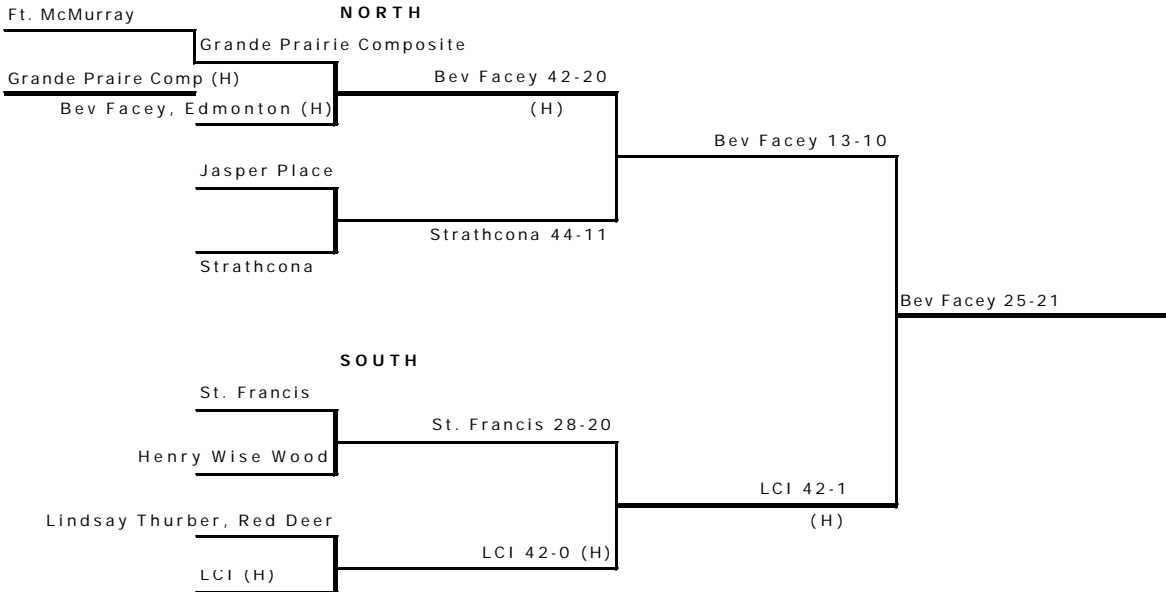 Ft. McMurray
NORTH
Grande Prairie Composite
Grande Praire Comp (H)
Bev Facey 42-20
Bev Facey, Edmonton (H)
(H)
Bev Facey 13-10
Jasper Place
Strathcona 44-11
Strathcona
Bev Facey 25-21
SOUTH
St. Francis
St. Francis 28-20
Henry Wise Wood
LCI 42-1
(H)
Lindsay Thurber, Red Deer
LCI 42-0 (H)
LCI (H)